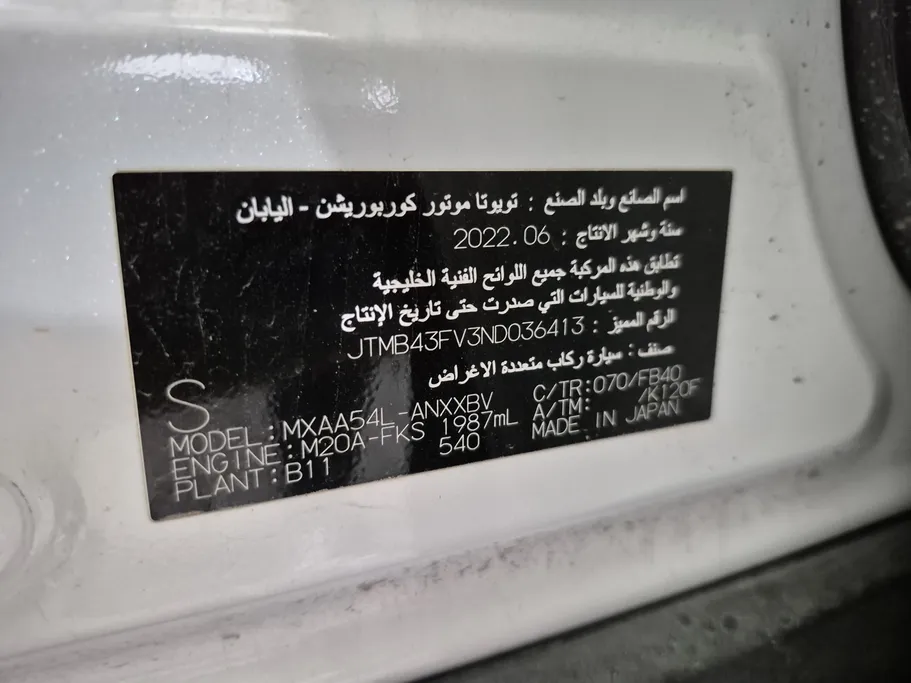 اسم الصانع وبلد الصنع : تويوتا موتور كوربوريشن - اليابان
سنة وشهر الانتاج : 2022.06
تطابق هذه المركبة جميع اللوائح الفنية الخليجية
والوطنية للسيارات التي صدرت حتى تاريخ الإنتاج
الرقم المميز : JTMB43FV3ND036413
صنف : سيارة ركاب متعددة الاغراض
S
MODEL:MXAA54L-ANXXBV C/TR:070/FB40
ENGINE:M20A-FKS 1987mL A/TM: /K120F
PLANT:B11 540 MADE IN JAPAN